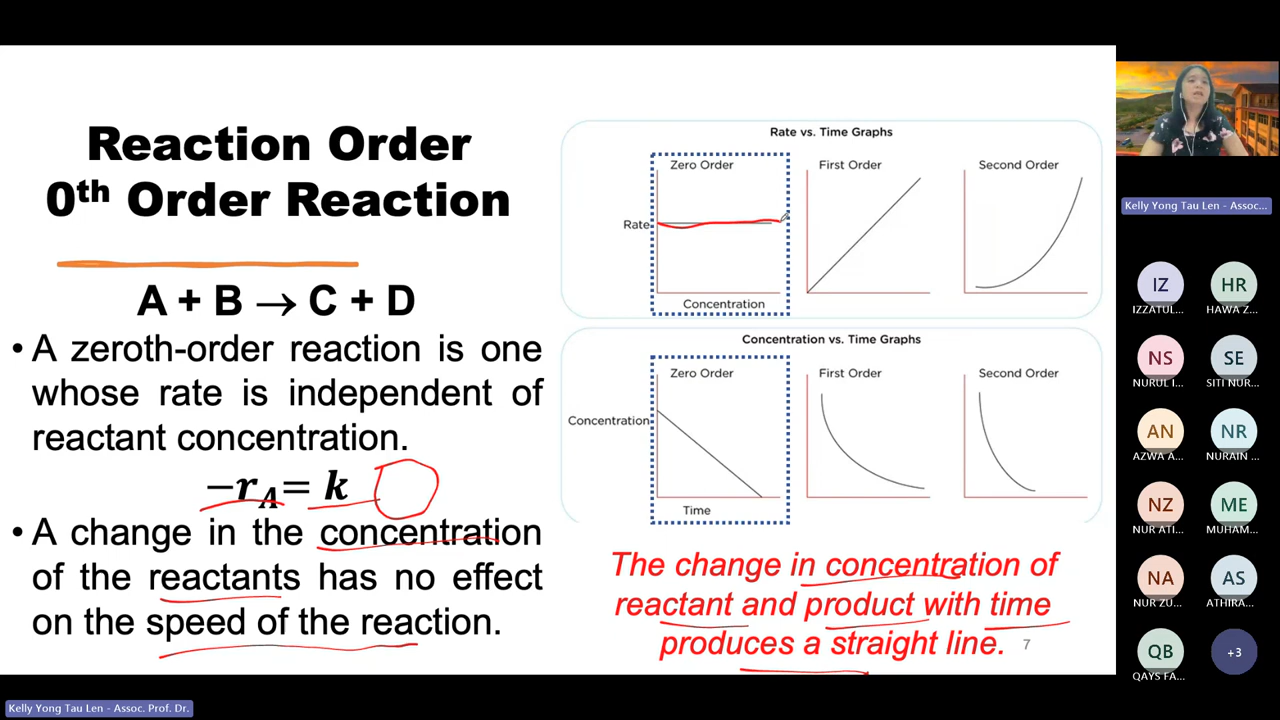 Reaction Order
0th Order Reaction
A + B → C + D
• A zeroth-order reaction is one
whose rate is independent of
reactant concentration.
−rA= k
• A change in the concentration
of the reactants has no effect
on the speed of the reaction.
Rate vs. Time Graphs
Zero Order
First Order
Second Order
Rate
Concentration
Concentration vs. Time Graphs
Zero Order
First Order
Second Order
Concentration
Time
The change in concentration of
reactant and product with time
produces a straight line.
7
Kelly Yong Tau Len - Assoc...
IZ
HR
IZZATUL...
HAWA Z...
NS
SE
NURUL I...
SITI NUR...
AN
NR
AZWA A...
NURAIN ...
NZ
ME
NUR ATI...
MUHAM...
NA
AS
NUR ZU...
ATHIRA...
QB
+3
QAYS FA...
Kelly Yong Tau Len - Assoc. Prof. Dr.